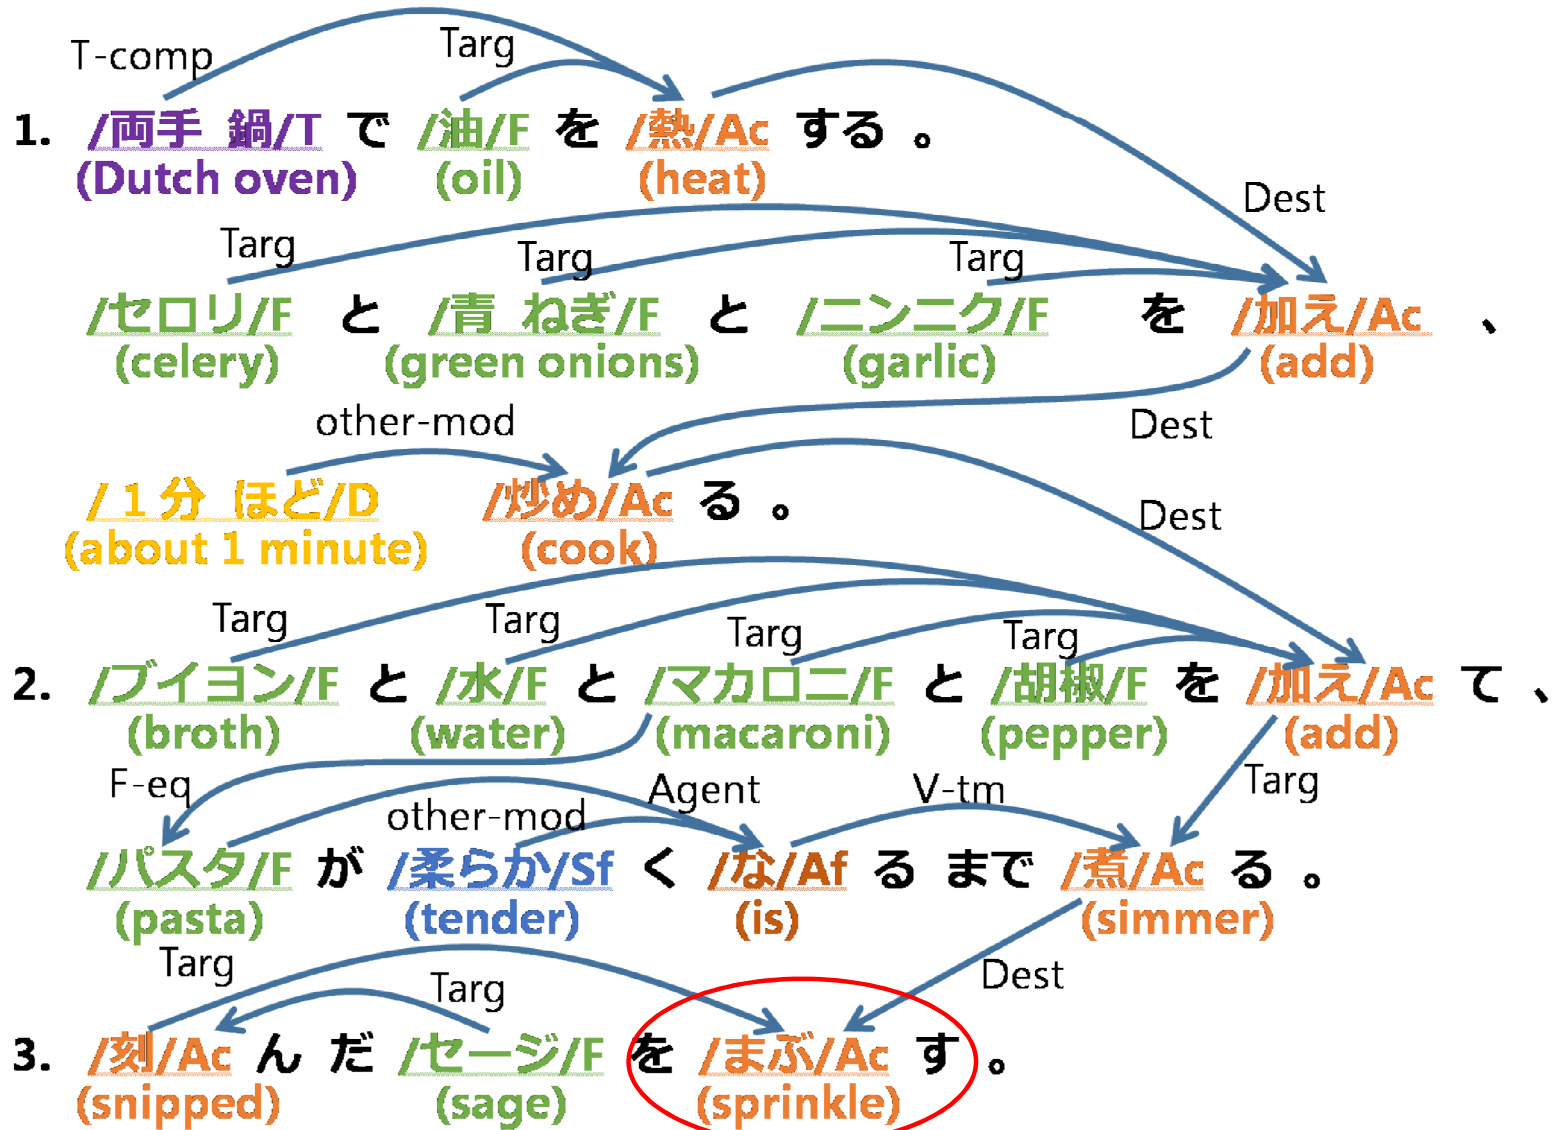 T-comp Targ
1. /両手 鍋/T で /油/F を /熱/Ac する 。
(Dutch oven) (oil) (heat)
Dest
Targ Targ Targ
/セロリ/F と /青 ねぎ/F と /ニンニク/F を /加え/Ac 、
(celery) (green onions) (garlic) (add)
other-mod Dest
/１分 ほど/D /炒め/Ac る 。
(about 1 minute) (cook)
Dest
Targ Targ Targ Targ
2. /ブイヨン/F と /水/F と /マカロニ/F と /胡椒/F を /加え/Ac て 、
(broth) (water) (macaroni) (pepper) (add)
F-eq other-mod Agent V-tm Targ
/パスタ/F が /柔らか/Sf く /な/Af る まで /煮/Ac る 。
(pasta) (tender) (is) (simmer)
Targ Targ Dest
3. /刻/Ac ん だ /セージ/F を /まぶ/Ac す 。
(snipped) (sage) (sprinkle)